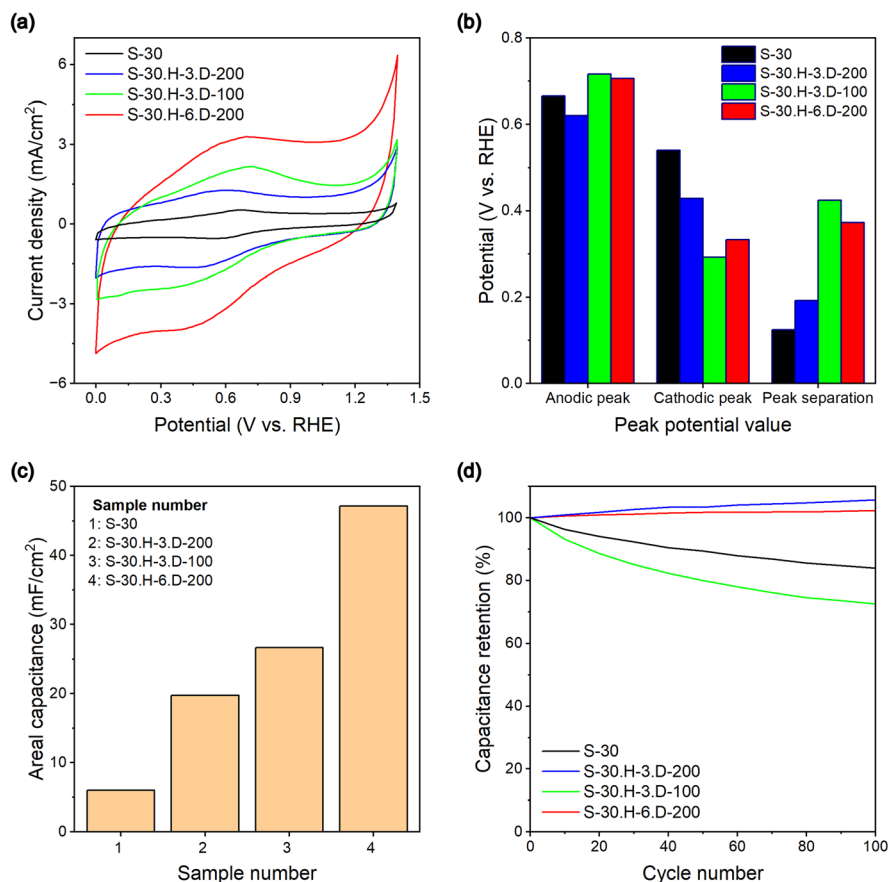 (a)
S-30
S-30.H-3.D-200
S-30.H-3.D-100
S-30.H-6.D-200
Current density (mA/cm²)
6
3
0
−3
−6
0.0 0.3 0.6 0.9 1.2 1.5
Potential (V vs. RHE)
(b)
S-30
S-30.H-3.D-200
S-30.H-3.D-100
S-30.H-6.D-200
Potential (V vs. RHE)
0.8
0.6
0.4
0.2
0.0
Anodic peak Cathodic peak Peak separation
Peak potential value
(c)
Sample number
1: S-30
2: S-30.H-3.D-200
3: S-30.H-3.D-100
4: S-30.H-6.D-200
Areal capacitance (mF/cm²)
50
40
30
20
10
0
1 2 3 4
Sample number
(d)
Capacitance retention (%)
100
80
60
40
20
0
S-30
S-30.H-3.D-200
S-30.H-3.D-100
S-30.H-6.D-200
0 20 40 60 80 100
Cycle number